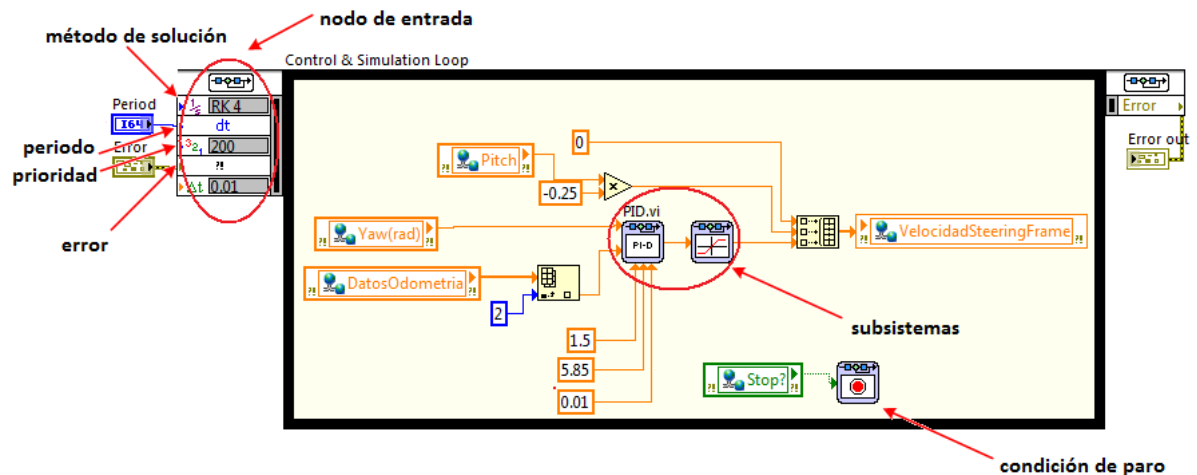 nodo de entrada
método de solución
Control & Simulation Loop
Period
RK 4
I64
dt
periodo
Error
321 200
prioridad
?!
Δt 0.01
error
Error
Error out
0
Pitch
?!
?!
-0.25
×
PID.vi
PI-D
Yaw(rad)
?!
?!
VelocidadSteeringFrame
?!
?!
DatosOdometria
?!
?!
2
subsistemas
1.5
5.85
0.01
Stop?
?!
?!
condición de paro